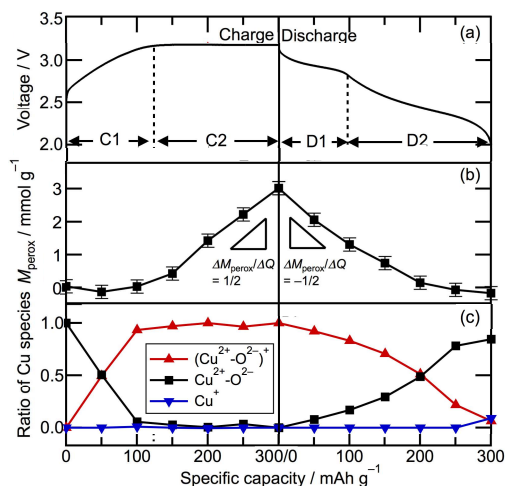 Charge Discharge (a)
Voltage / V
3.5
3.0
2.5
2.0
C1 C2 D1 D2
(b)
M_perox / mmol g⁻¹
3
2
1
0
ΔM_perox/ΔQ = 1/2
ΔM_perox/ΔQ = −1/2
(c)
Ratio of Cu species
1.0
0.5
0.0
(Cu²⁺-O²⁻)⁺
Cu²⁺-O²⁻
Cu⁺
0 100 200 300/0 100 200 300
Specific capacity / mAh g⁻¹